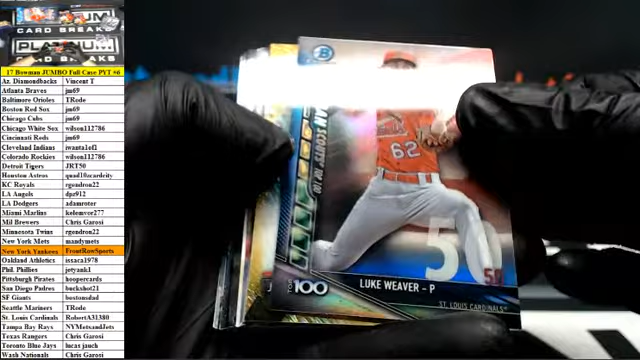 PLATINUM
CARD BREAKS
17 Bowman JUMBO Full Case PYT #6
Az. Diamondbacks Vincent T
Atlanta Braves jm69
Baltimore Orioles TRode
Boston Red Sox jm69
Chicago Cubs jm69
Chicago White Sox wilson112786
Cincinnati Reds jm69
Cleveland Indians iwanta1of1
Colorado Rockies wilson112786
Detroit Tigers JRT50
Houston Astros quad10cardcity
KC Royals rgendron22
LA Angels dpz912
LA Dodgers adamroter
Miami Marlins kelemvor277
Mil Brewers Chris Garosi
Minnesota Twins rgendron22
New York Mets mandymets
New York Yankees FrontRowSports
Oakland Athletics issaca1978
Phil. Phillies jetyank1
Pittsburgh Pirates hoopercards
San Diego Padres buckshot21
SF Giants bostonsdad
Seattle Mariners TRode
St. Louis Cardinals RobertA31380
Tampa Bay Rays NYMetsandJets
Texas Rangers Chris Garosi
Toronto Blue Jays lucas jauch
Wash Nationals Chris Garosi
SCOUTS' TOP 100
62
50
TOP 100
LUKE WEAVER - P
ST. LOUIS CARDINALS